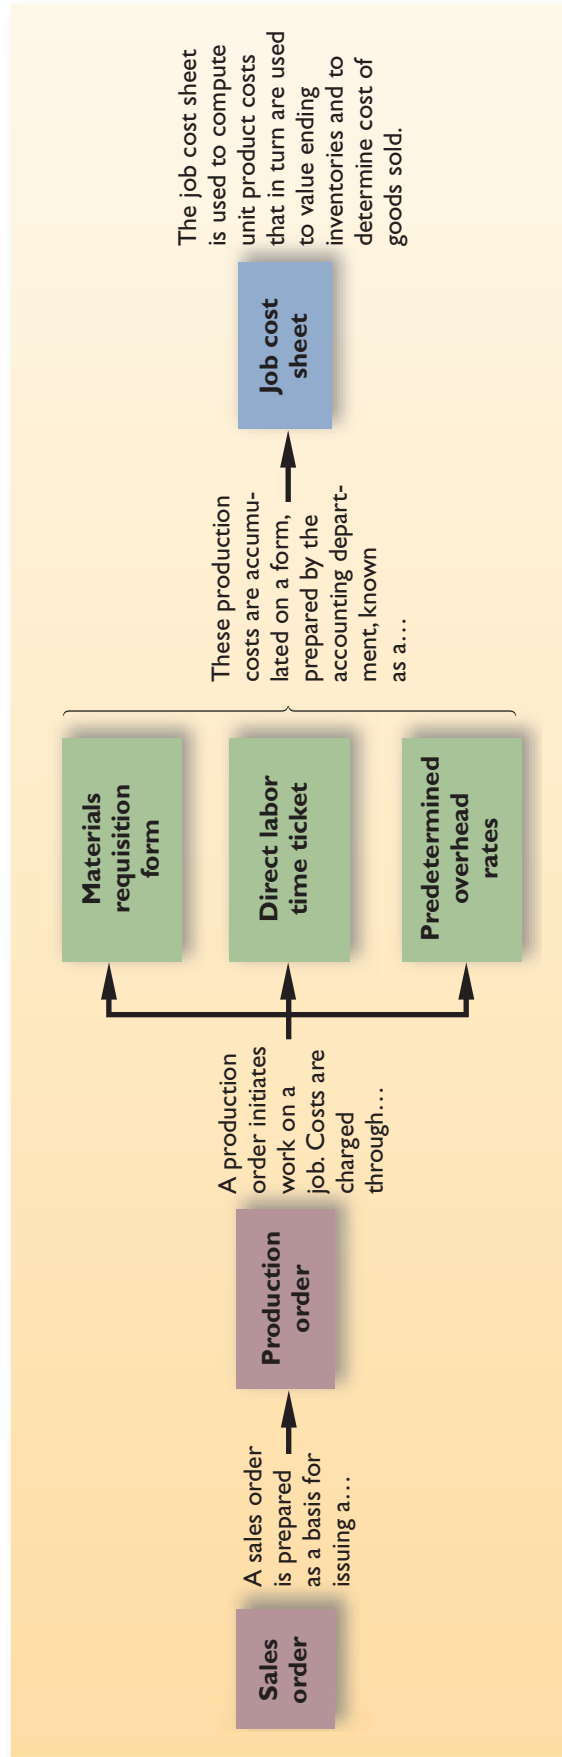 Sales
order
A sales order
is prepared
as a basis for
issuing a…
Production
order
A production
order initiates
work on a
job. Costs are
charged
through…
Materials
requisition
form
Direct labor
time ticket
Predetermined
overhead
rates
These production
costs are accumu-
lated on a form,
prepared by the
accounting depart-
ment, known
as a…
Job cost
sheet
The job cost sheet
is used to compute
unit product costs
that in turn are used
to value ending
inventories and to
determine cost of
goods sold.